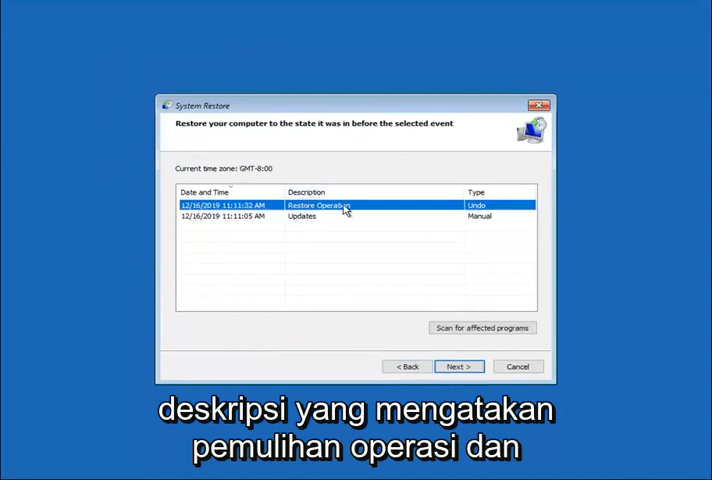 System Restore
Restore your computer to the state it was in before the selected event
Current time zone: GMT-8:00
Date and Time Description Type
12/16/2019 11:11:32 AM Restore Operation Undo
12/16/2019 11:11:05 AM Updates Manual
Scan for affected programs
< Back Next > Cancel
deskripsi yang mengatakan
pemulihan operasi dan